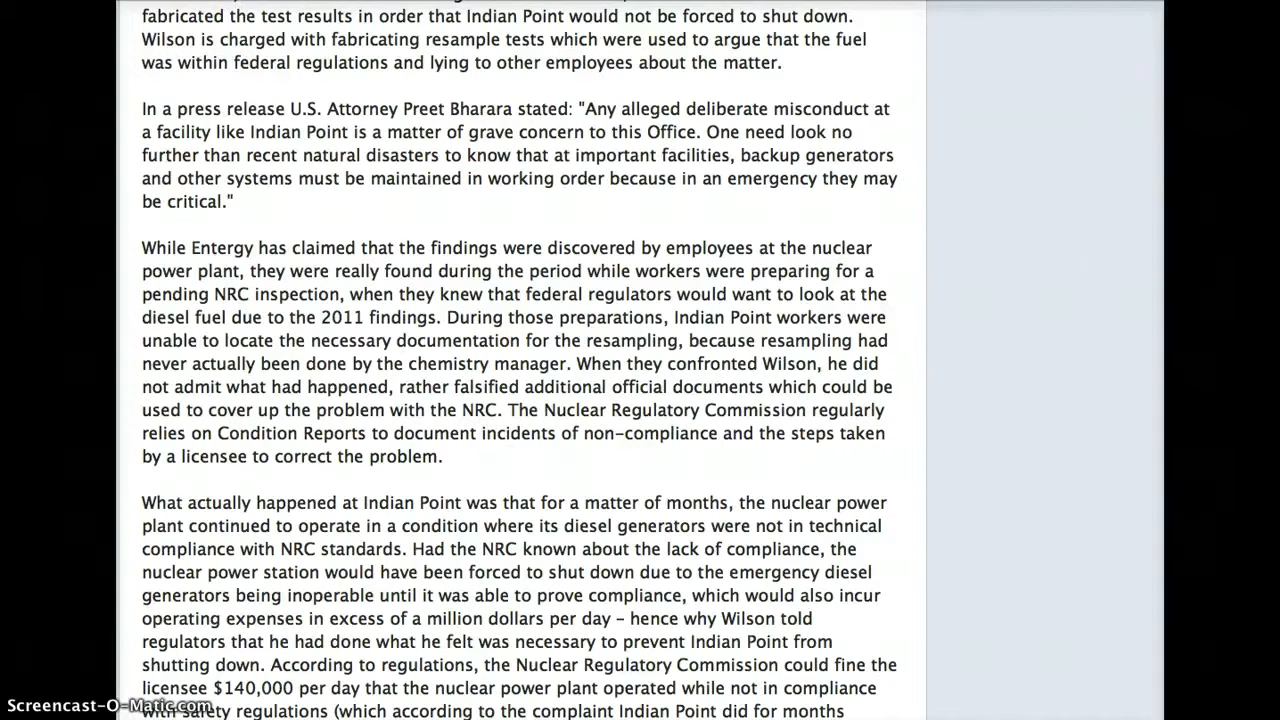 fabricated the test results in order that Indian Point would not be forced to shut down.
Wilson is charged with fabricating resample tests which were used to argue that the fuel
was within federal regulations and lying to other employees about the matter.
In a press release U.S. Attorney Preet Bharara stated: "Any alleged deliberate misconduct at
a facility like Indian Point is a matter of grave concern to this Office. One need look no
further than recent natural disasters to know that at important facilities, backup generators
and other systems must be maintained in working order because in an emergency they may
be critical."
While Entergy has claimed that the findings were discovered by employees at the nuclear
power plant, they were really found during the period while workers were preparing for a
pending NRC inspection, when they knew that federal regulators would want to look at the
diesel fuel due to the 2011 findings. During those preparations, Indian Point workers were
unable to locate the necessary documentation for the resampling, because resampling had
never actually been done by the chemistry manager. When they confronted Wilson, he did
not admit what had happened, rather falsified additional official documents which could be
used to cover up the problem with the NRC. The Nuclear Regulatory Commission regularly
relies on Condition Reports to document incidents of non-compliance and the steps taken
by a licensee to correct the problem.
What actually happened at Indian Point was that for a matter of months, the nuclear power
plant continued to operate in a condition where its diesel generators were not in technical
compliance with NRC standards. Had the NRC known about the lack of compliance, the
nuclear power station would have been forced to shut down due to the emergency diesel
generators being inoperable until it was able to prove compliance, which would also incur
operating expenses in excess of a million dollars per day – hence why Wilson told
regulators that he had done what he felt was necessary to prevent Indian Point from
shutting down. According to regulations, the Nuclear Regulatory Commission could fine the
licensee $140,000 per day that the nuclear power plant operated while not in compliance
with safety regulations (which according to the complaint Indian Point did for months
Screencast-O-Matic.com